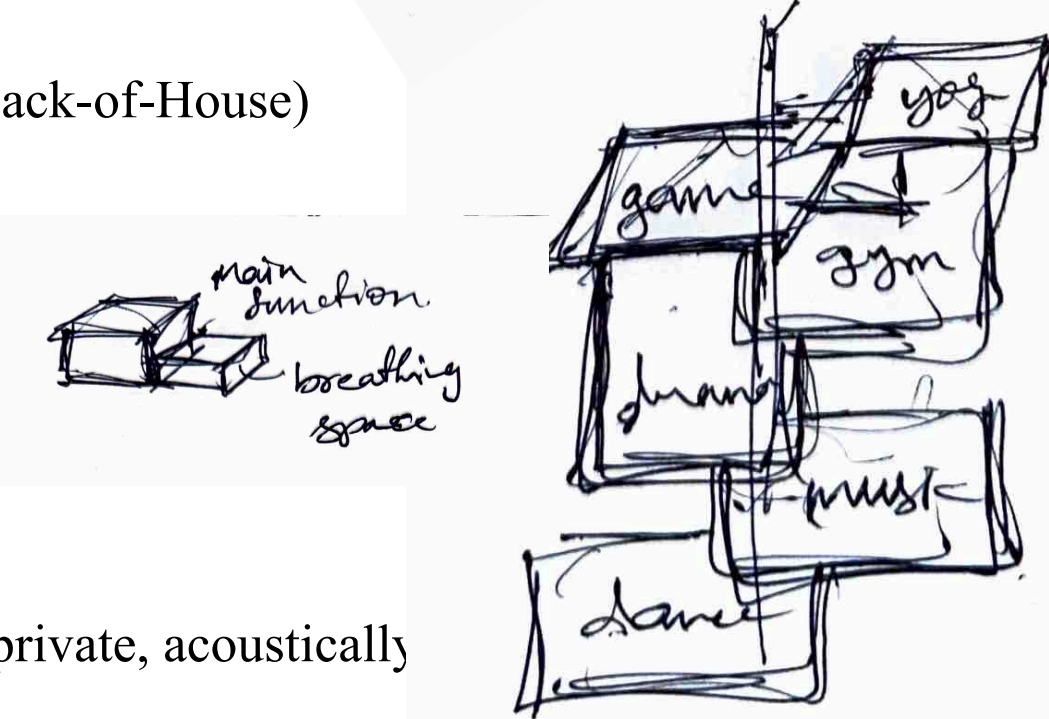 ack-of-House)
main
function.
breathing
space
private, acoustically
yog
game
gym
drama
music
dance